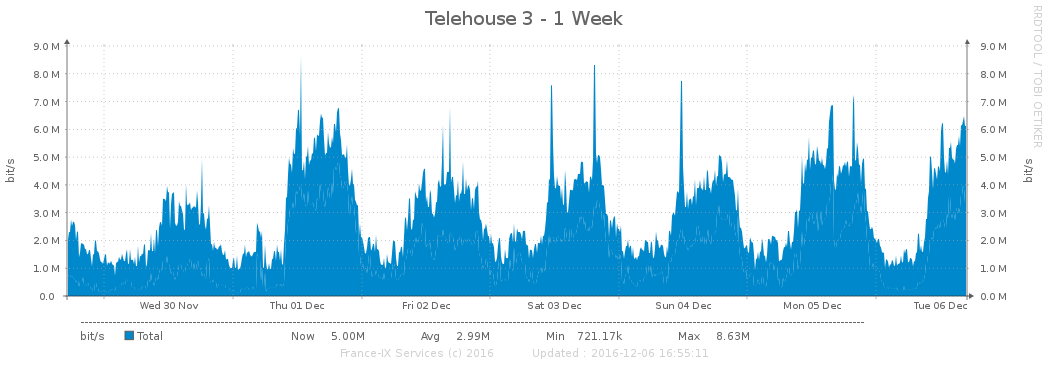 Telehouse 3 - 1 Week
RRDTOOL / TOBI OETIKER
9.0 M 9.0 M
8.0 M 8.0 M
7.0 M 7.0 M
6.0 M 6.0 M
5.0 M 5.0 M
bit/s bit/s
4.0 M 4.0 M
3.0 M 3.0 M
2.0 M 2.0 M
1.0 M 1.0 M
0.0 0.0 M
Wed 30 Nov Thu 01 Dec Fri 02 Dec Sat 03 Dec Sun 04 Dec Mon 05 Dec Tue 06 Dec
bit/s Total Now 5.00M Avg 2.99M Min 721.17k Max 8.63M
France-IX Services (c) 2016 Updated : 2016-12-06 16:55:11